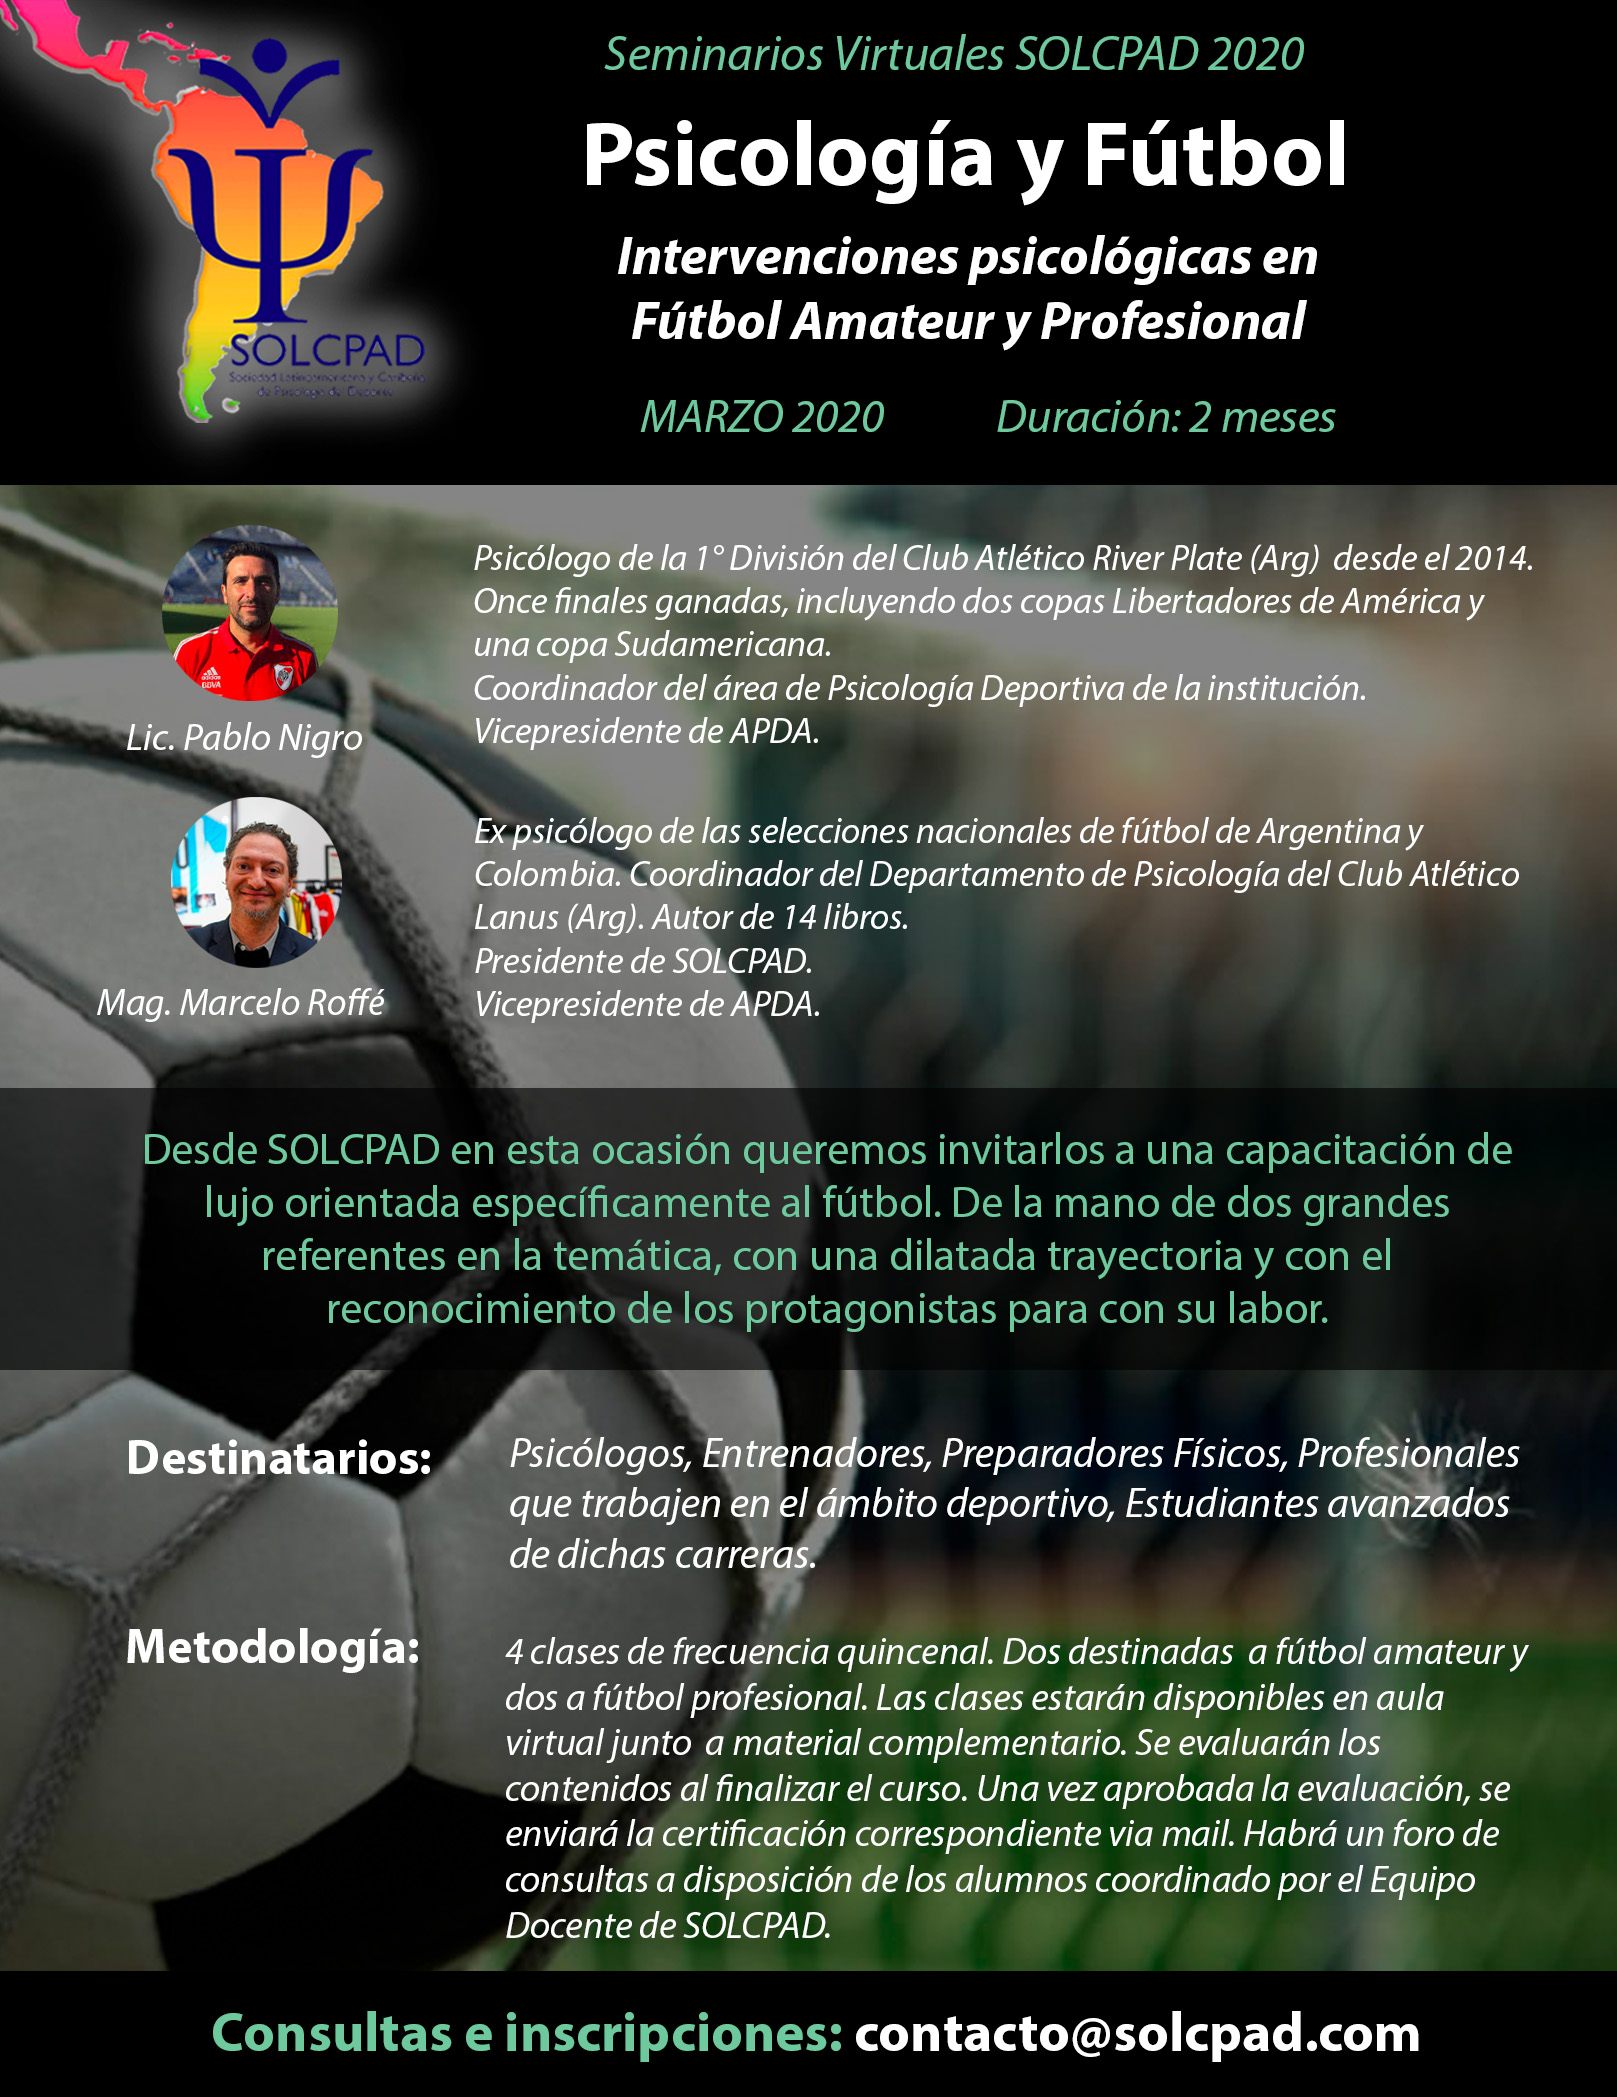 Seminarios Virtuales SOLCPAD 2020
Psicología y Fútbol
Intervenciones psicológicas en
Fútbol Amateur y Profesional
MARZO 2020 Duración: 2 meses
SOLCPAD
Sociedad Latinoamericana y Caribeña
de Psicología del Deporte
Psicólogo de la 1° División del Club Atlético River Plate (Arg) desde el 2014.
Once finales ganadas, incluyendo dos copas Libertadores de América y
una copa Sudamericana.
Coordinador del área de Psicología Deportiva de la institución.
Vicepresidente de APDA.
adidas
BBVA
Lic. Pablo Nigro
Ex psicólogo de las selecciones nacionales de fútbol de Argentina y
Colombia. Coordinador del Departamento de Psicología del Club Atlético
Lanus (Arg). Autor de 14 libros.
Presidente de SOLCPAD.
Vicepresidente de APDA.
Mag. Marcelo Roffé
Desde SOLCPAD en esta ocasión queremos invitarlos a una capacitación de
lujo orientada específicamente al fútbol. De la mano de dos grandes
referentes en la temática, con una dilatada trayectoria y con el
reconocimiento de los protagonistas para con su labor.
Destinatarios:
Psicólogos, Entrenadores, Preparadores Físicos, Profesionales
que trabajen en el ámbito deportivo, Estudiantes avanzados
de dichas carreras.
Metodología:
4 clases de frecuencia quincenal. Dos destinadas a fútbol amateur y
dos a fútbol profesional. Las clases estarán disponibles en aula
virtual junto a material complementario. Se evaluarán los
contenidos al finalizar el curso. Una vez aprobada la evaluación, se
enviará la certificación correspondiente via mail. Habrá un foro de
consultas a disposición de los alumnos coordinado por el Equipo
Docente de SOLCPAD.
Consultas e inscripciones: contacto@solcpad.com